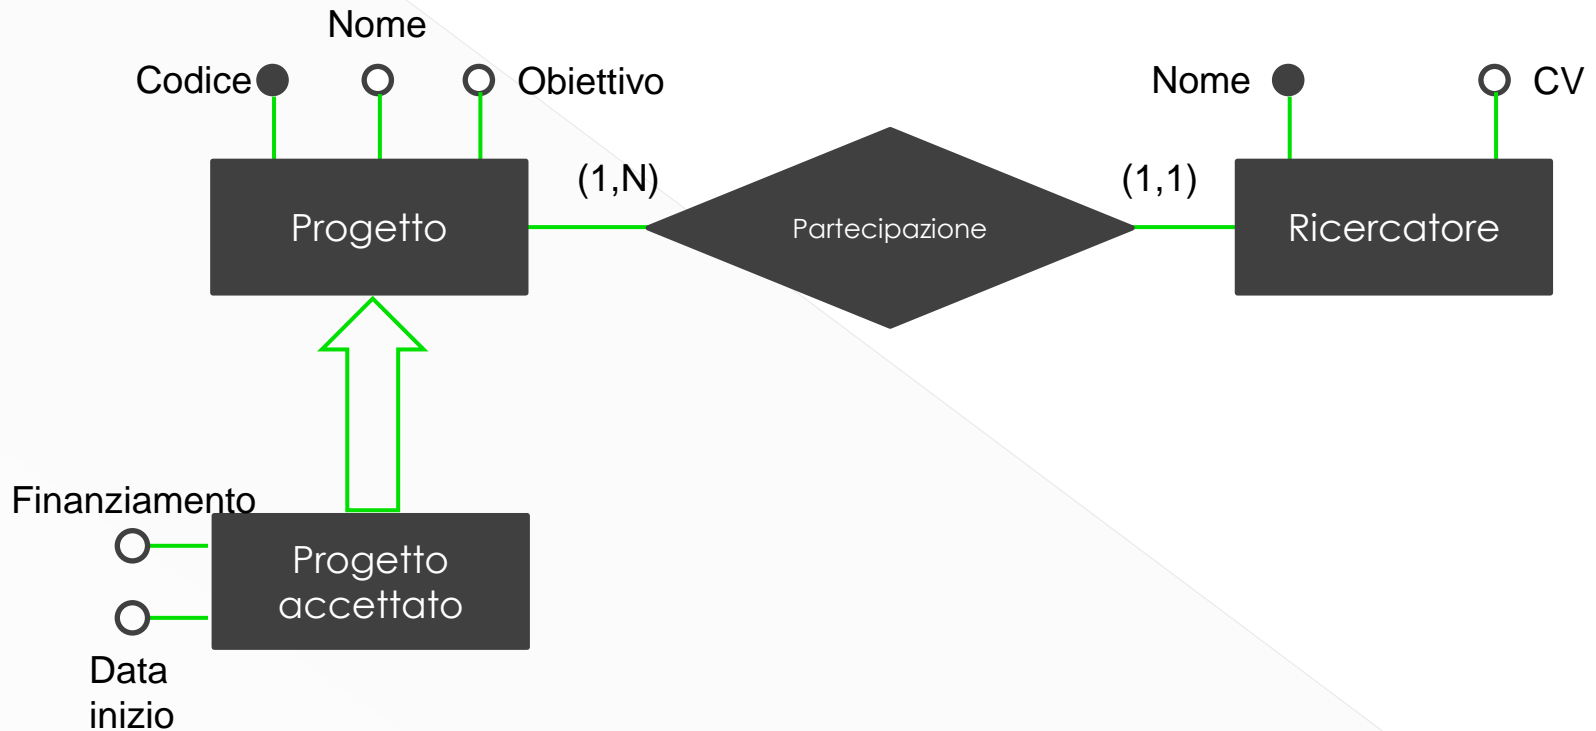 Nome
Codice
Obiettivo
Nome
CV
(1,N)
(1,1)
Progetto
Partecipazione
Ricercatore
Finanziamento
Progetto
accettato
Data
inizio